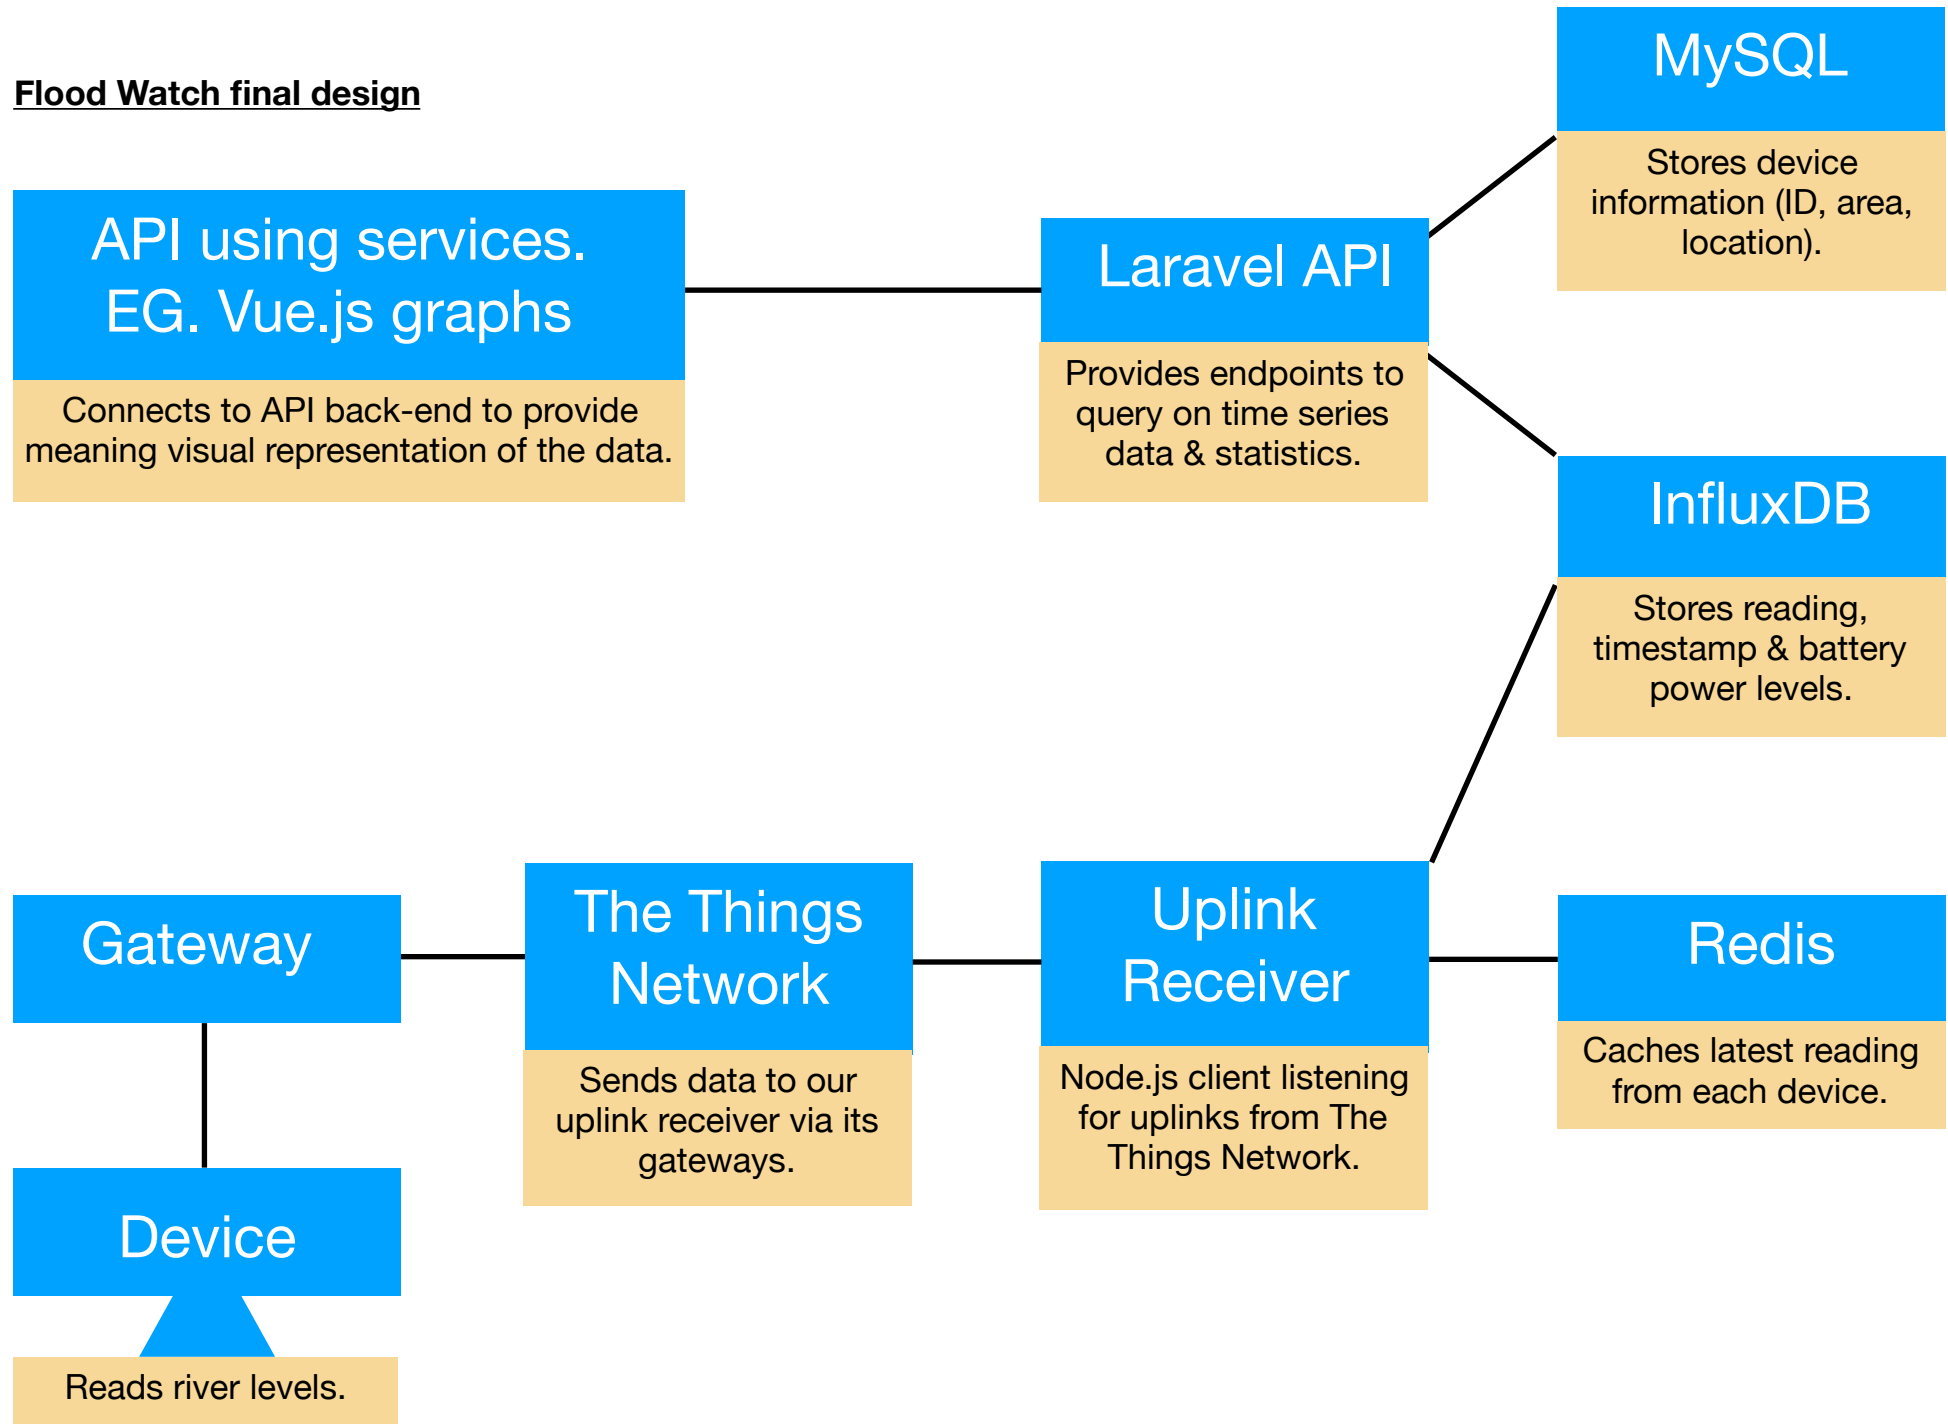 Flood Watch final design
MySQL
Stores device
information (ID, area,
location).
API using services.
EG. Vue.js graphs
Connects to API back-end to provide
meaning visual representation of the data.
Laravel API
Provides endpoints to
query on time series
data & statistics.
InfluxDB
Stores reading,
timestamp & battery
power levels.
Gateway
The Things
Network
Sends data to our
uplink receiver via its
gateways.
Uplink
Receiver
Node.js client listening
for uplinks from The
Things Network.
Redis
Caches latest reading
from each device.
Device
Reads river levels.